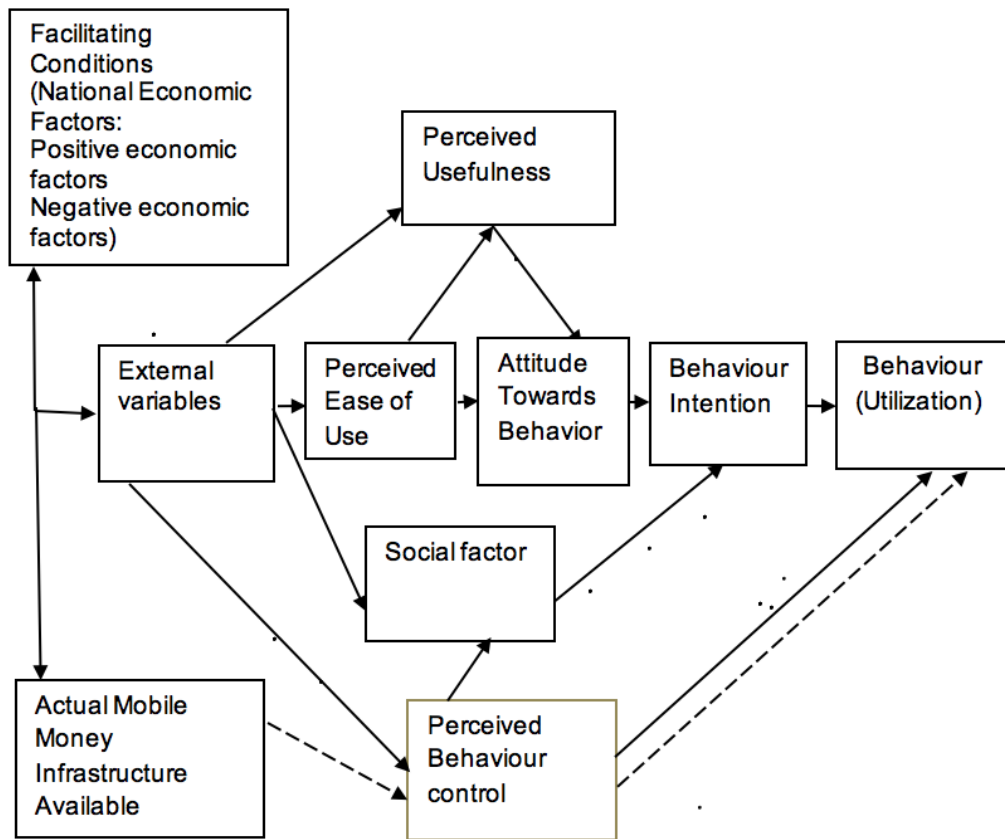 Facilitating
Conditions
(National Economic
Factors:
Positive economic
factors
Negative economic
factors)
Perceived
Usefulness
External
variables
Perceived
Ease of
Use
Attitude
Towards
Behavior
Behaviour
Intention
Behaviour
(Utilization)
Social factor
Actual Mobile
Money
Infrastructure
Available
Perceived
Behaviour
control